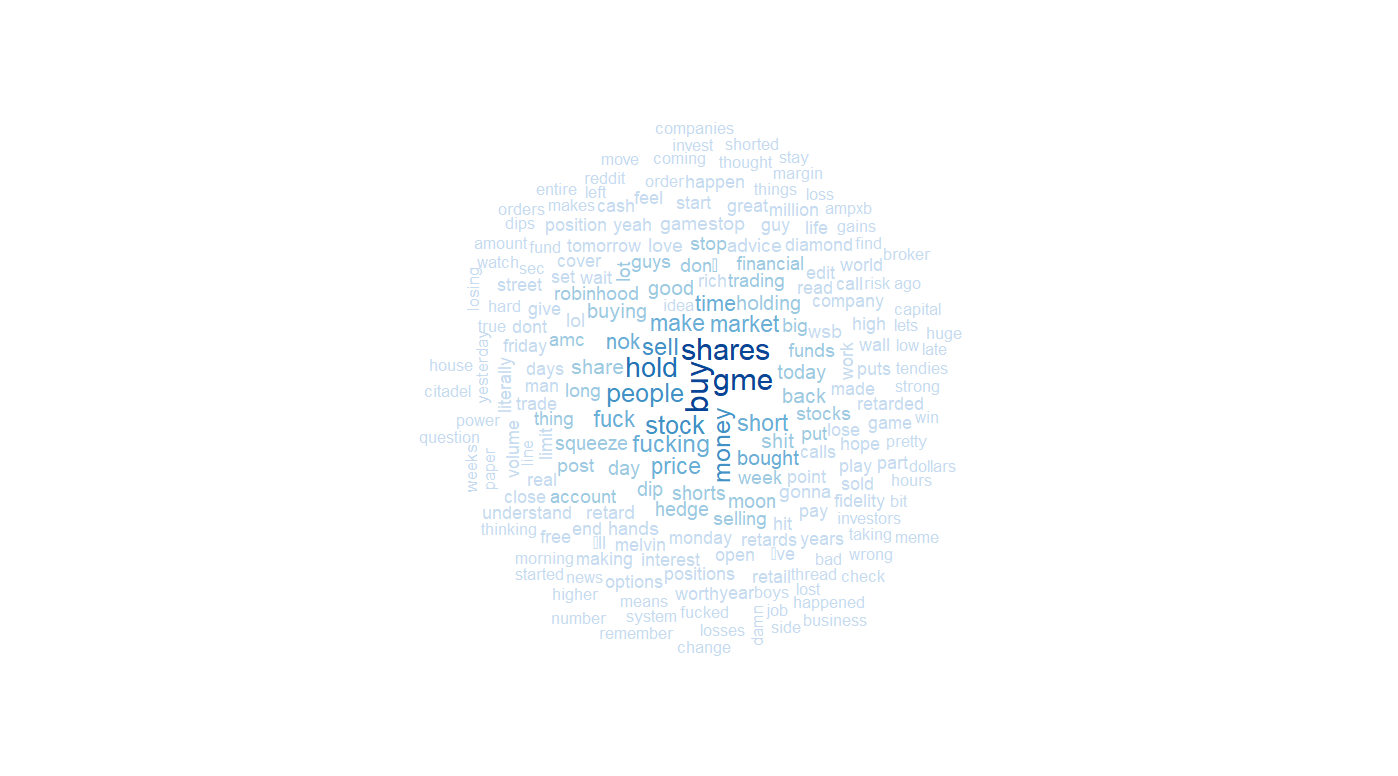 companies
invest shorted
move coming thought stay
reddit order happen margin
entire left feel things loss
orders makes cash start great million ampxb
dips position yeah gamestop guy life gains
amount fund tomorrow love stop advice diamond find
watch sec cover lot guys don financial world broker
losing street set wait robinhood good rich trading edit read call risk ago
hard give buying idea time holding company capital
true dont lol make market big wsb high lets huge
yesterday friday amc nok sell shares funds work wall low late
house literally days share hold buy gme today puts tendies
citadel man long people back made strong
trade retarded
power thing fuck stock money short stocks game win
question volume line limit squeeze fucking shit put lose hope pretty
weeks paper post day price bought calls play part dollars
real week point sold hours
close account dip shorts moon gonna fidelity bit
understand retard hedge selling hit pay investors
thinking free end hands monday retards years taking meme
ll melvin
morning making interest open ve bad wrong
started news options positions retail thread check
higher means worth year boys lost happened
number system fucked damn job business
remember losses side
change